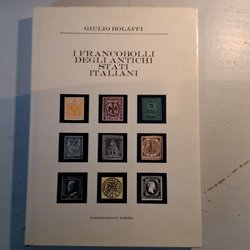 GIULIO BOLAFFI
I FRANCOBOLLI
DEGLI ANTICHI
STATI
ITALIANI